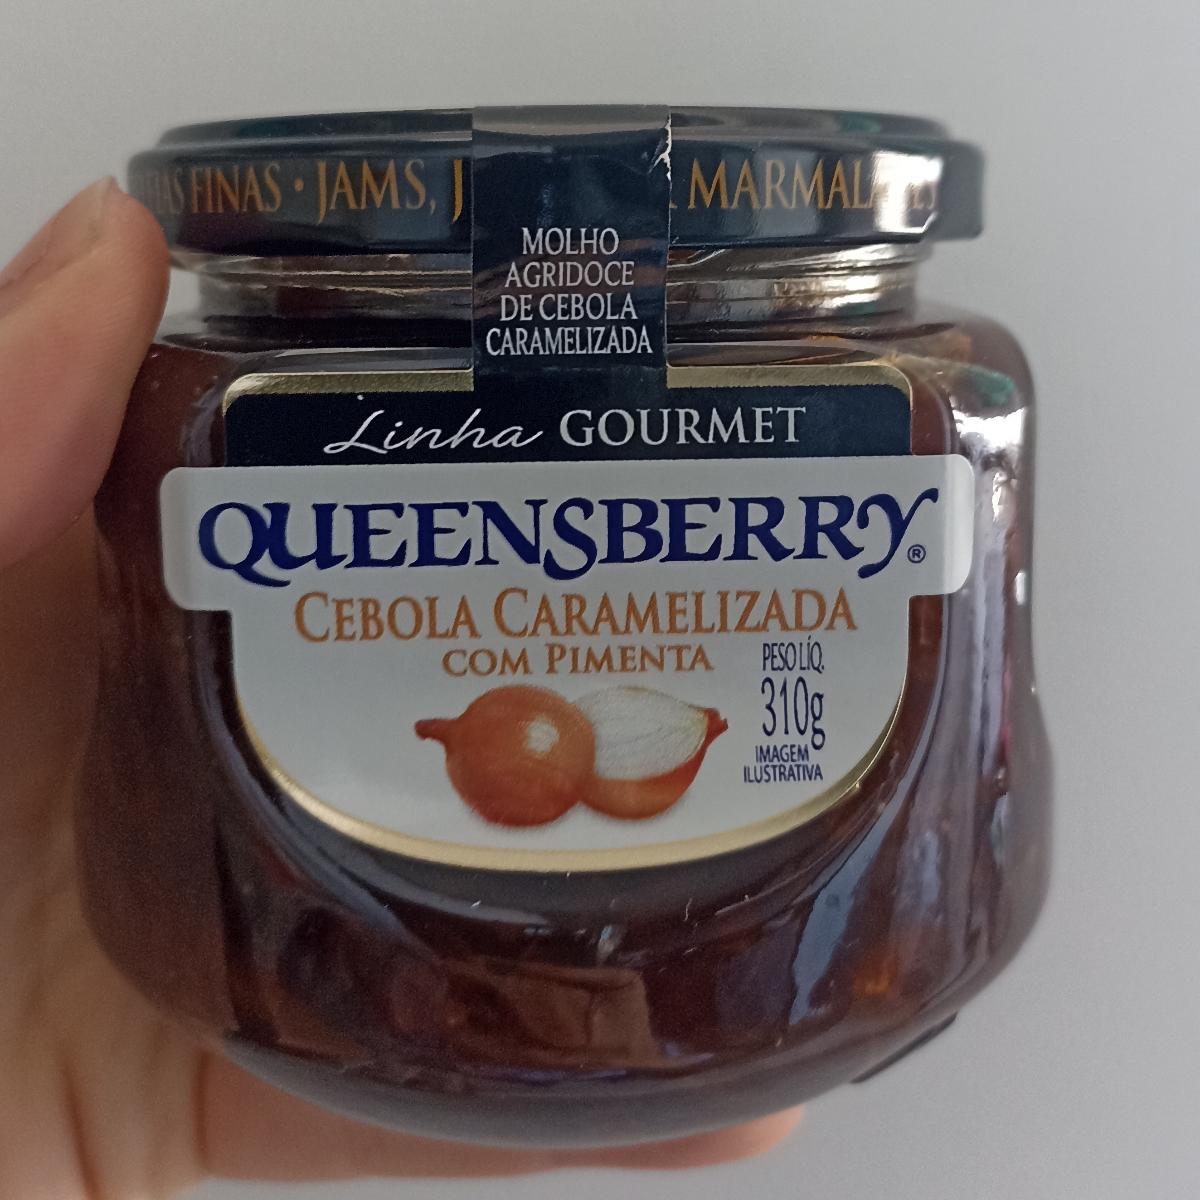 FINAS • JAMS, MARMALADES
MOLHO
AGRIDOCE
DE CEBOLA
CARAMELIZADA
Linha GOURMET
QUEENSBERRY®
CEBOLA CARAMELIZADA
COM PIMENTA
PESO LÍQ.
310g
IMAGEM
ILUSTRATIVA